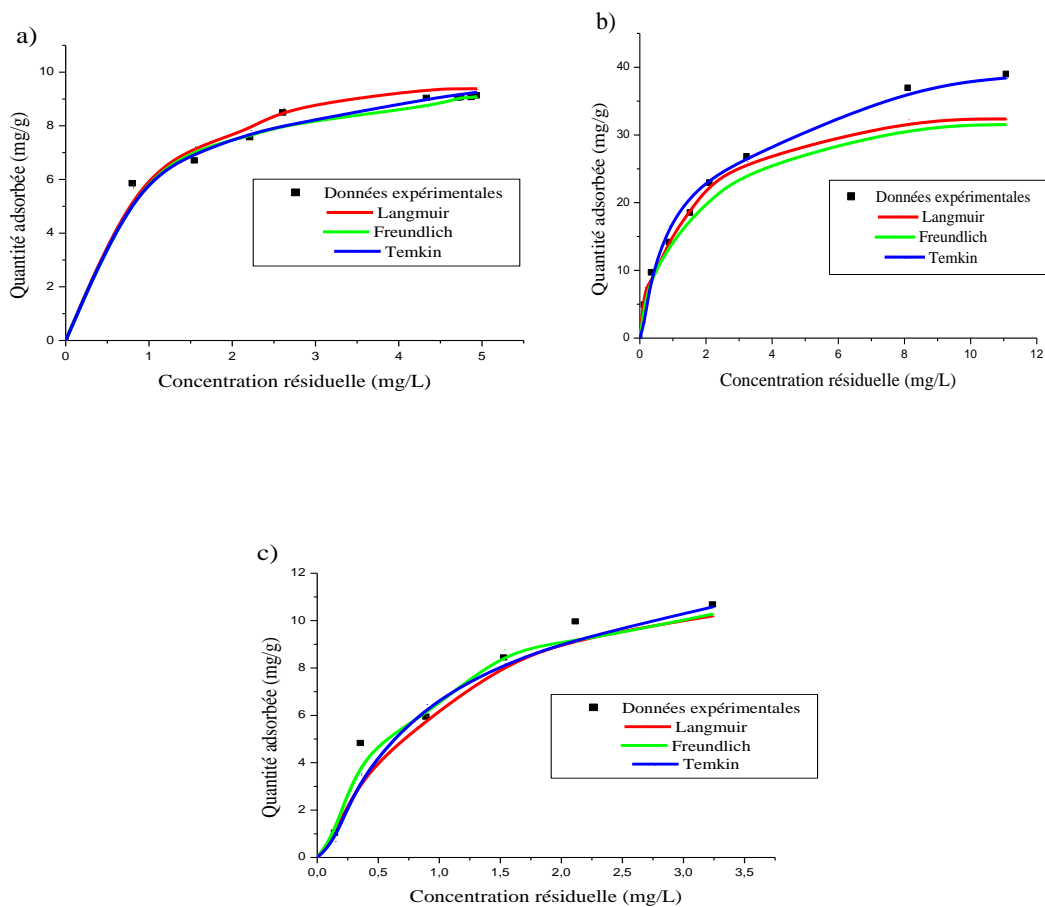 a)
Quantité adsorbée (mg/g)
10
8
6
4
2
0
0
1
2
3
4
5
Concentration résiduelle (mg/L)
Données expérimentales
Langmuir
Freundlich
Temkin
b)
Quantité adsorbée (mg/g)
40
30
20
10
0
0
2
4
6
8
10
12
Concentration résiduelle (mg/L)
Données expérimentales
Langmuir
Freundlich
Temkin
c)
Quantité adsorbée (mg/g)
12
10
8
6
4
2
0
0,0
0,5
1,0
1,5
2,0
2,5
3,0
3,5
Concentration résiduelle (mg/L)
Données expérimentales
Langmuir
Freundlich
Temkin